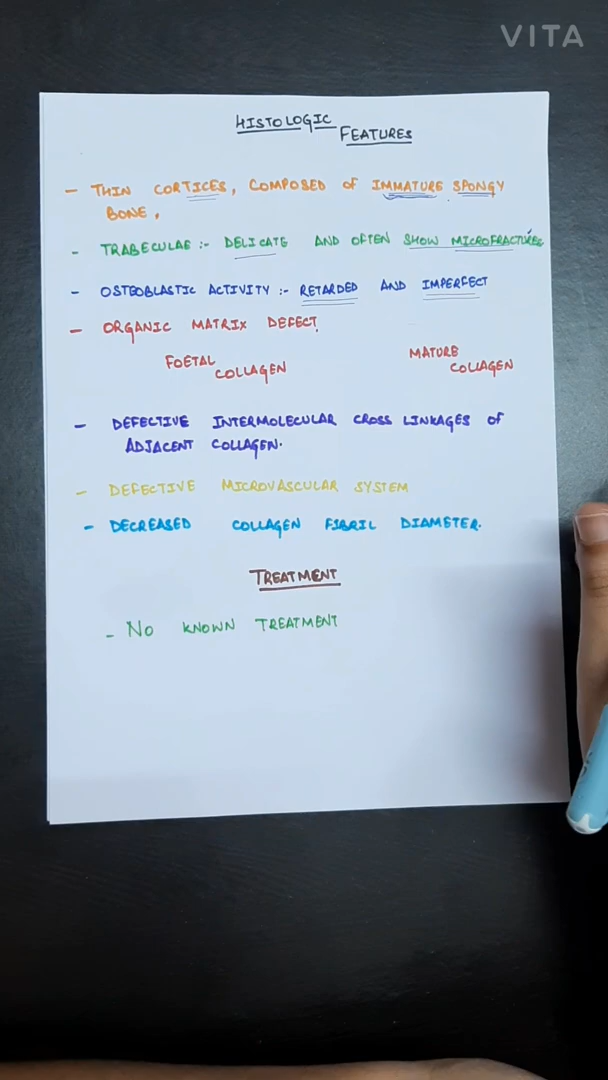 VITA
HISTOLOGIC
FEATURES
- THIN CORTICES, COMPOSED of IMMATURE SPONGY
BONE,
- TRABECULAE :- DELICATE AND OFTEN SHOW MICROFRACTURES
- OSTEOBLASTIC ACTIVITY :- RETARDED AND IMPERFECT
- ORGANIC MATRIX DEFECT.
FOETAL MATURE
COLLAGEN COLLAGEN
- DEFECTIVE INTERMOLECULAR CROSS LINKAGES of
ADJACENT COLLAGEN.
- DEFECTIVE MICROVASCULAR SYSTEM
- DECREASED COLLAGEN FIBRIL DIAMETER.
TREATMENT
- NO KNOWN TREATMENT